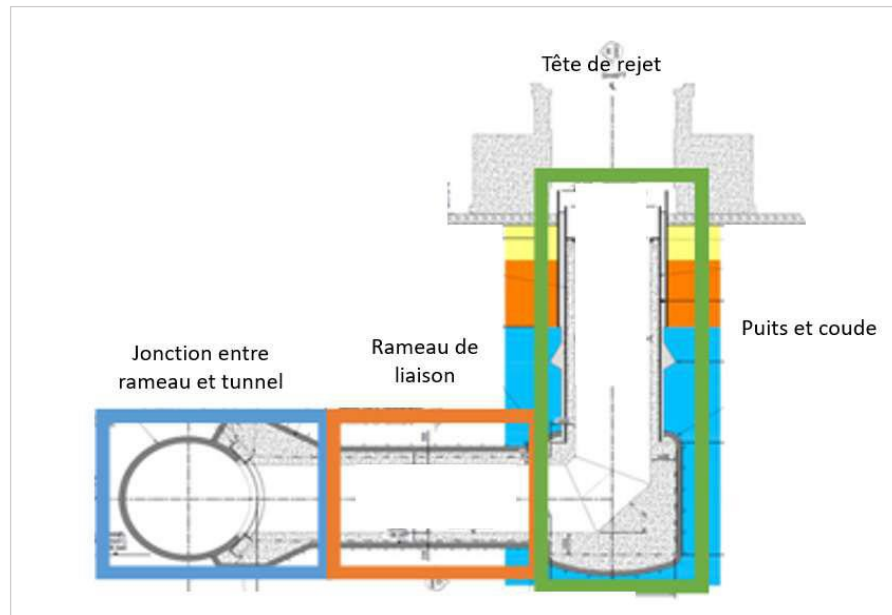 Tête de rejet
Puits et coude
Jonction entre
rameau et tunnel
Rameau de
liaison